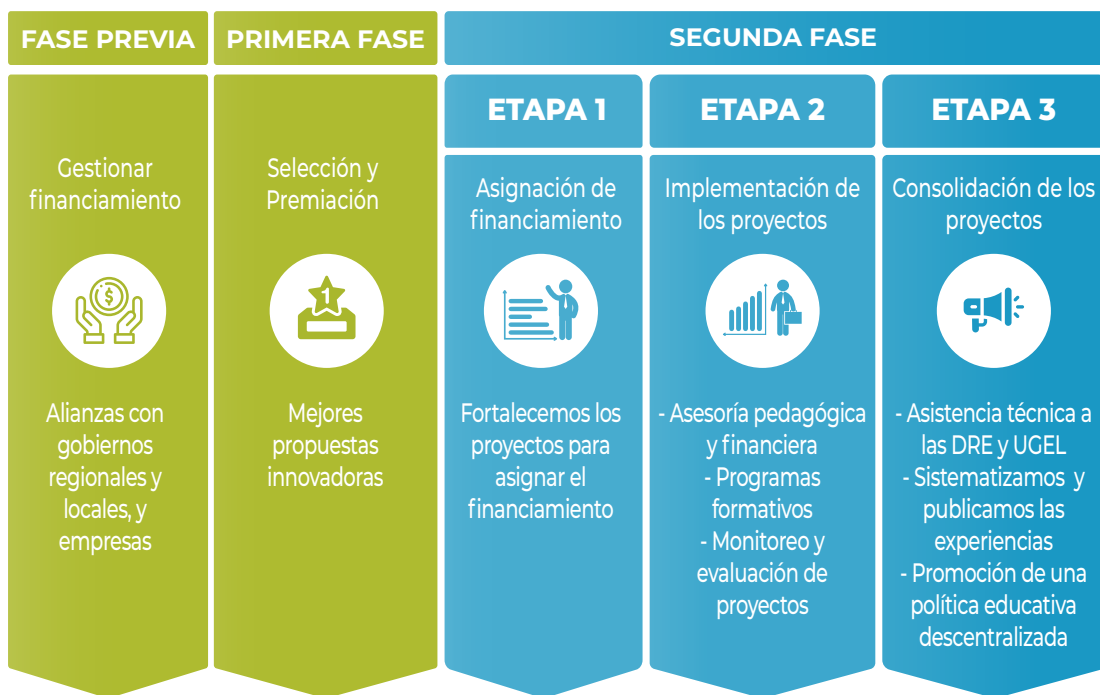 FASE PREVIA
Gestionar
financiamiento
$
Alianzas con
gobiernos
regionales y
locales, y
empresas
PRIMERA FASE
Selección y
Premiación
1
Mejores
propuestas
innovadoras
SEGUNDA FASE
ETAPA 1
Asignación de
financiamiento
Fortalecemos los
proyectos para
asignar el
financiamiento
ETAPA 2
Implementación de
los proyectos
- Asesoría pedagógica
y financiera
- Programas
formativos
- Monitoreo y
evaluación de
proyectos
ETAPA 3
Consolidación de los
proyectos
- Asistencia técnica a
las DRE y UGEL
- Sistematizamos y
publicamos las
experiencias
- Promoción de una
política educativa
descentralizada